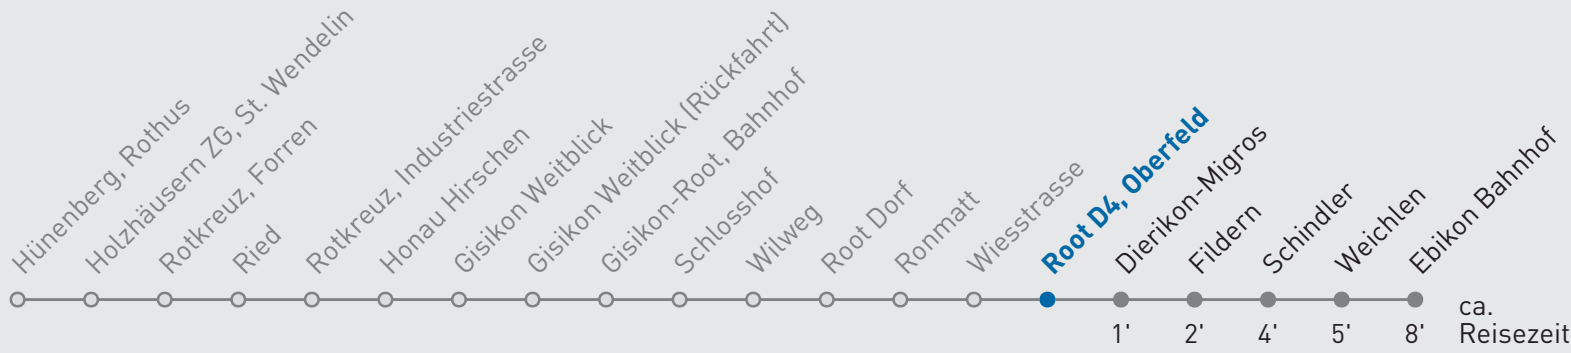 Hünenberg, Rothus
Holzhäusern ZG, St. Wendelin
Rotkreuz, Forren
Ried
Rotkreuz, Industriestrasse
Honau Hirschen
Gisikon Weitblick
Gisikon Weitblick (Rückfahrt)
Gisikon-Root, Bahnhof
Schlosshof
Wilweg
Root Dorf
Ronmatt
Wiesstrasse
Root D4, Oberfeld
Dierikon-Migros
Fildern
Schindler
Weichlen
Ebikon Bahnhof
1' 2' 4' 5' 8'
ca.
Reisezeit